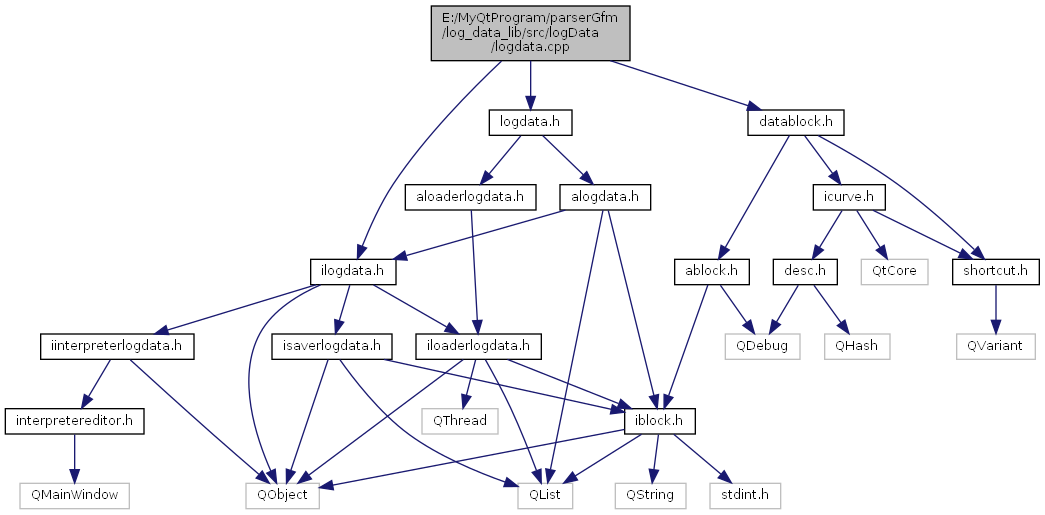 E:/MyQtProgram/parserGfm
/log_data_lib/src/logData
/logdata.cpp
logdata.h
datablock.h
aloaderlogdata.h
alogdata.h
icurve.h
ilogdata.h
ablock.h
desc.h
QtCore
shortcut.h
iinterpreterlogdata.h
isaverlogdata.h
iloaderlogdata.h
QDebug
QHash
QVariant
interpretereditor.h
QThread
iblock.h
QMainWindow
QObject
QList
QString
stdint.h